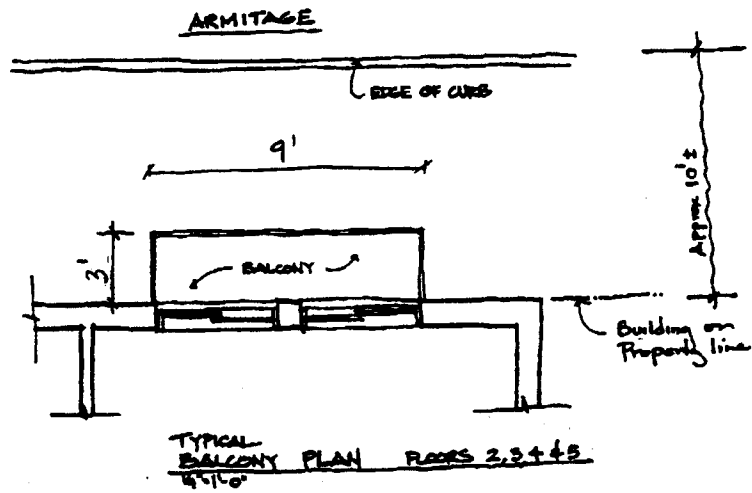 ARMITAGE
EDGE OF CURB
9'
Approx 10' ±
3'
BALCONY
Building on
Property line
TYPICAL
BALCONY PLAN FLOORS 2,3 4 & 5